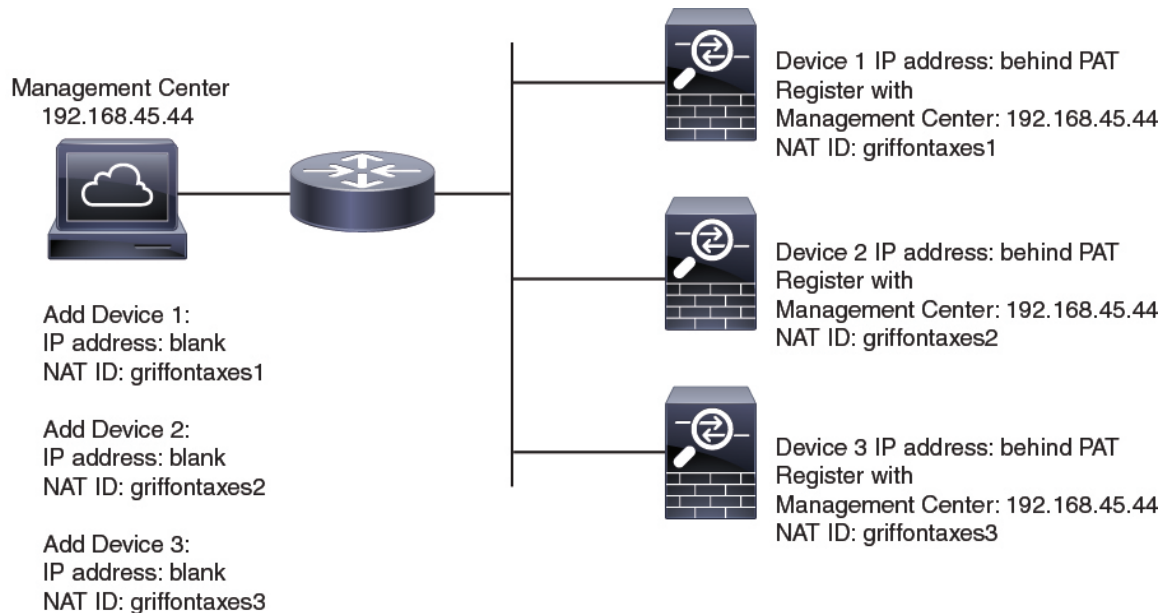 Management Center
192.168.45.44
Add Device 1:
IP address: blank
NAT ID: griffontaxes1
Add Device 2:
IP address: blank
NAT ID: griffontaxes2
Add Device 3:
IP address: blank
NAT ID: griffontaxes3
Device 1 IP address: behind PAT
Register with
Management Center: 192.168.45.44
NAT ID: griffontaxes1
Device 2 IP address: behind PAT
Register with
Management Center: 192.168.45.44
NAT ID: griffontaxes2
Device 3 IP address: behind PAT
Register with
Management Center: 192.168.45.44
NAT ID: griffontaxes3